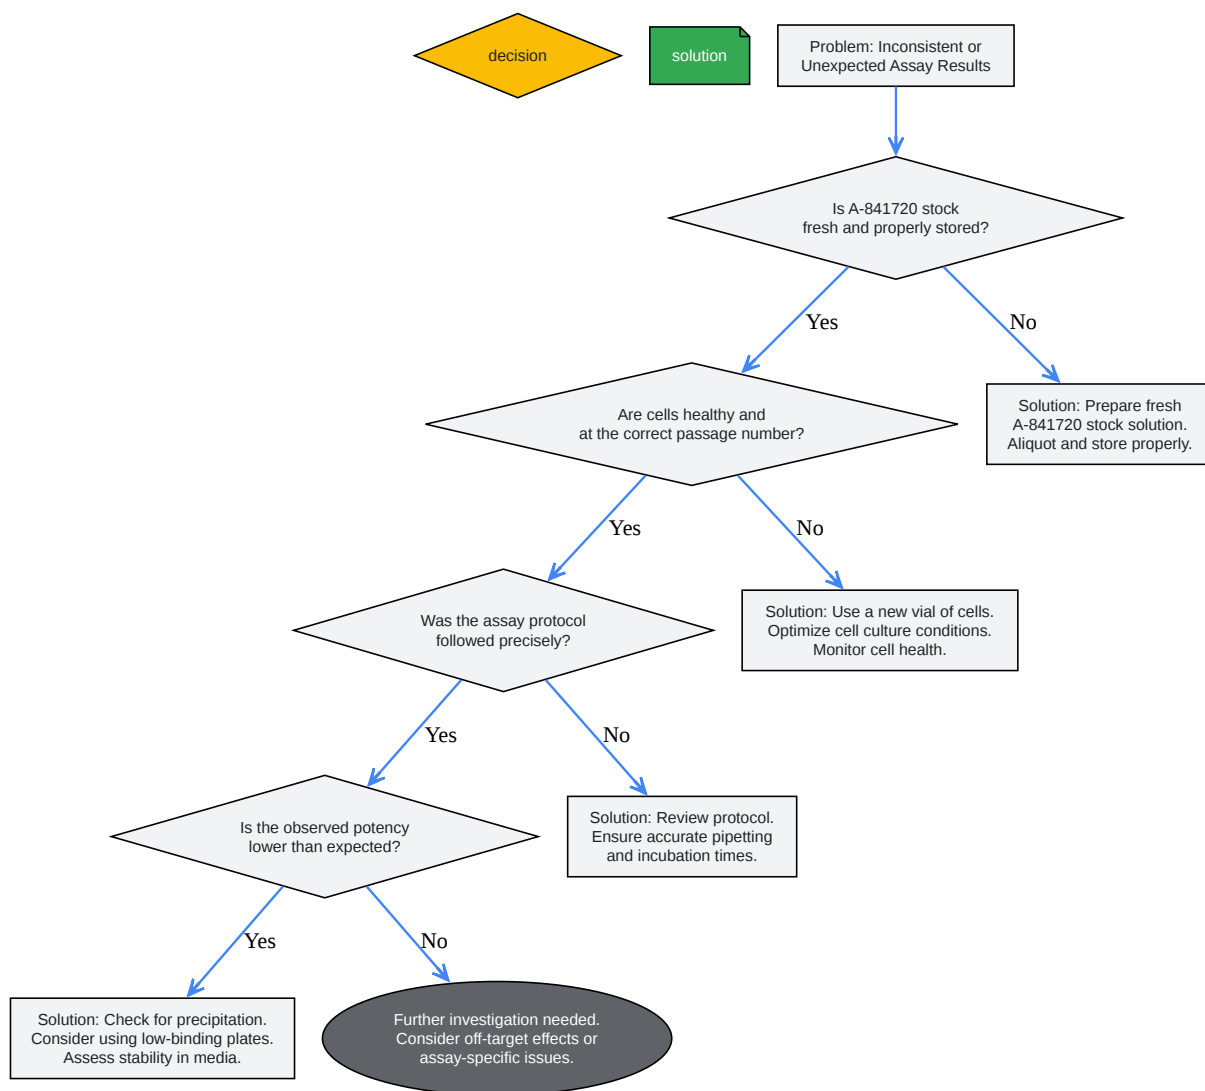 decision
solution
Problem: Inconsistent or
Unexpected Assay Results
Is A-841720 stock
fresh and properly stored?
Yes
No
Are cells healthy and
at the correct passage number?
Solution: Prepare fresh
A-841720 stock solution.
Aliquot and store properly.
Yes
No
Was the assay protocol
followed precisely?
Solution: Use a new vial of cells.
Optimize cell culture conditions.
Monitor cell health.
Yes
No
Is the observed potency
lower than expected?
Solution: Review protocol.
Ensure accurate pipetting
and incubation times.
Yes
No
Solution: Check for precipitation.
Consider using low-binding plates.
Assess stability in media.
Further investigation needed.
Consider off-target effects or
assay-specific issues.